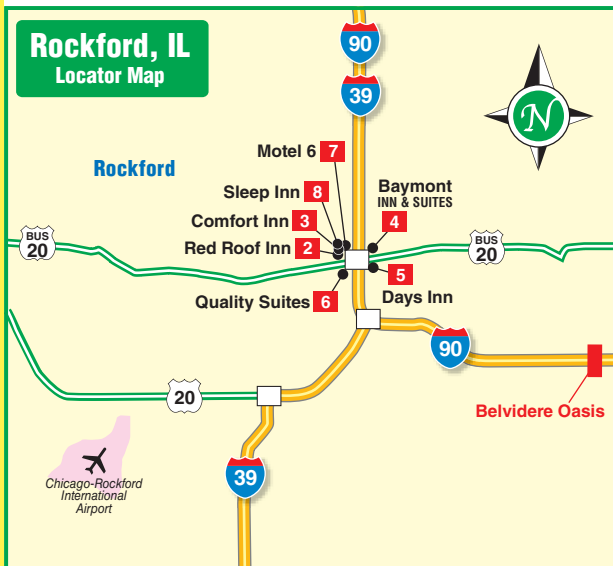 Rockford, IL
Locator Map
90
39
N
Rockford
Motel 6 7
Sleep Inn 8
Comfort Inn 3
Red Roof Inn 2
Baymont
INN & SUITES
4
BUS
20
BUS
20
5
Days Inn
Quality Suites 6
90
20
Belvidere Oasis
39
Chicago-Rockford
International
Airport